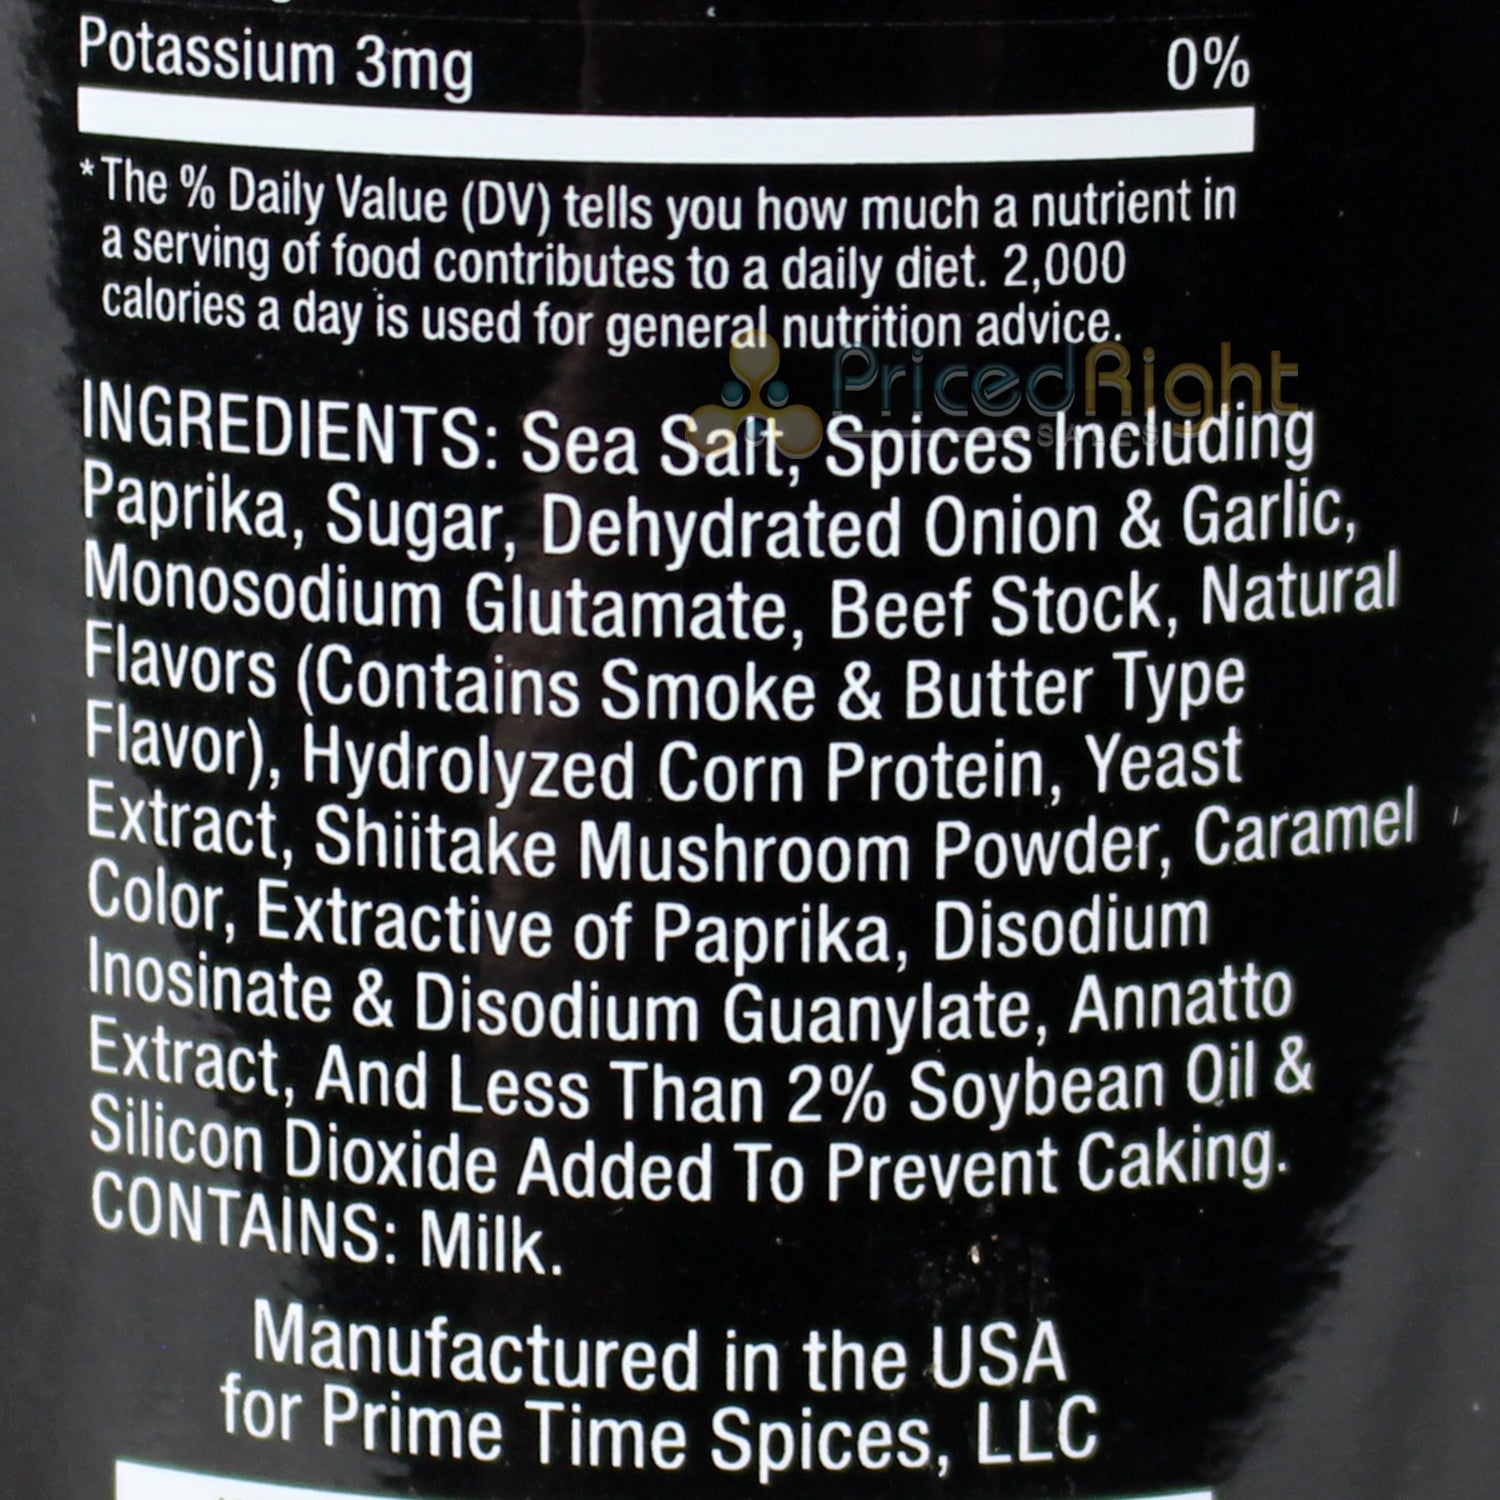 Potassium 3mg 0%
*The % Daily Value (DV) tells you how much a nutrient in
a serving of food contributes to a daily diet. 2,000
calories a day is used for general nutrition advice.
PricedRight
SALES
INGREDIENTS: Sea Salt, Spices Including
Paprika, Sugar, Dehydrated Onion & Garlic,
Monosodium Glutamate, Beef Stock, Natural
Flavors (Contains Smoke & Butter Type
Flavor), Hydrolyzed Corn Protein, Yeast
Extract, Shiitake Mushroom Powder, Caramel
Color, Extractive of Paprika, Disodium
Inosinate & Disodium Guanylate, Annatto
Extract, And Less Than 2% Soybean Oil &
Silicon Dioxide Added To Prevent Caking.
CONTAINS: Milk.
Manufactured in the USA
for Prime Time Spices, LLC